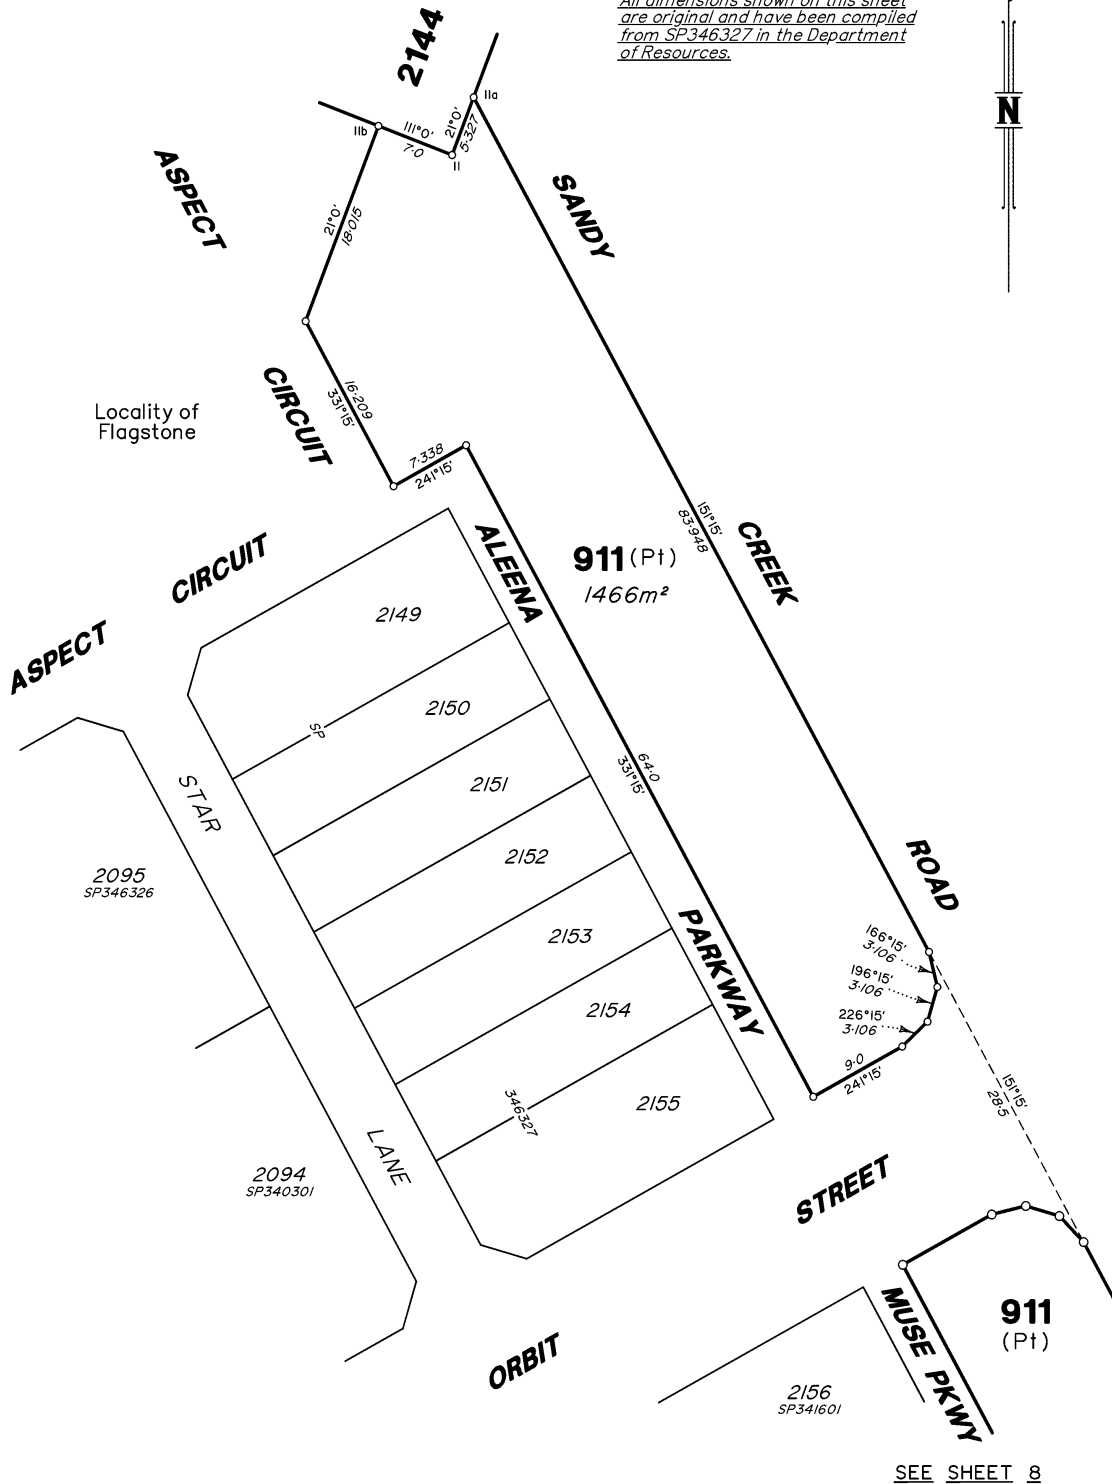 All dimensions shown on this sheet
are original and have been compiled
from SP346327 in the Department
of Resources.
2144
11a
11b
111°0'
7·0
21°0'
5·327
11
N
ASPECT
SANDY
21°0'
18·015
CIRCUIT
16·209
331°15'
Locality of
Flagstone
7·338
241°15'
ALEENA
151°15'
83·948
CREEK
911 (Pt)
1466m²
ASPECT CIRCUIT
2149
2150
SP
2151
64·0
331°15'
STAR
2152
2095
SP346326
ROAD
2153
PARKWAY
166°15'
3·106
196°15'
3·106
226°15'
3·106
2154
9·0
241°15'
151°15'
28·5
346327
2155
LANE
2094
SP340301
STREET
ORBIT
MUSE PKWY
911
(Pt)
2156
SP341601
SEE SHEET 8